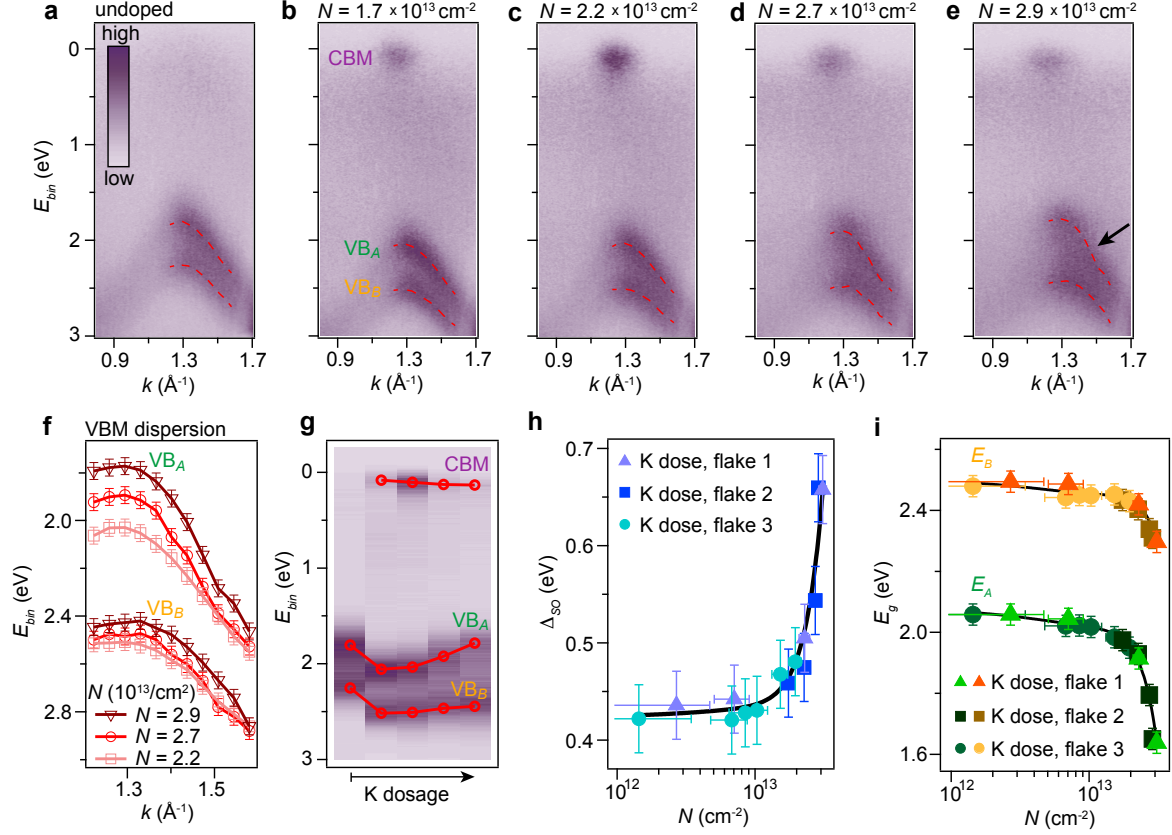 a undoped
b N = 1.7 × 10¹³ cm⁻²
c N = 2.2 × 10¹³ cm⁻²
d N = 2.7 × 10¹³ cm⁻²
e N = 2.9 × 10¹³ cm⁻²
high
low
CBM
VB_A
VB_B
0
1
2
3
E_bin (eV)
0.9 1.3 1.7
k (Å⁻¹)
0.9 1.3 1.7
k (Å⁻¹)
0.9 1.3 1.7
k (Å⁻¹)
0.9 1.3 1.7
k (Å⁻¹)
0.9 1.3 1.7
k (Å⁻¹)
f VBM dispersion
VB_A
VB_B
2.0
2.4
2.8
E_bin (eV)
N (10¹³/cm²)
N = 2.9
N = 2.7
N = 2.2
1.3 1.5
k (Å⁻¹)
g
CBM
VB_A
VB_B
0
1
2
3
E_bin (eV)
K dosage
h
K dose, flake 1
K dose, flake 2
K dose, flake 3
0.7
0.6
0.5
0.4
Δ_SO (eV)
10¹² 10¹³
N (cm⁻²)
i
E_B
E_A
2.4
2.0
1.6
E_g (eV)
K dose, flake 1
K dose, flake 2
K dose, flake 3
10¹² 10¹³
N (cm⁻²)